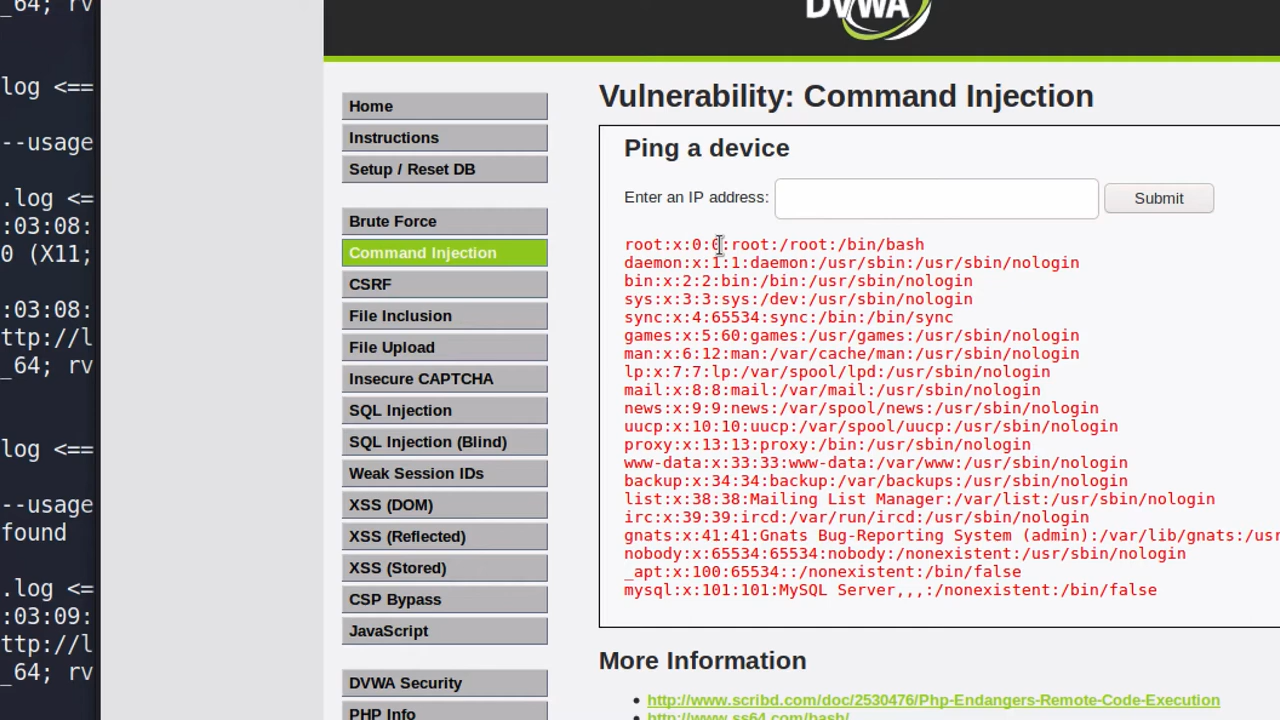 _64; rv
log <==
--usage
.log <=
:03:08:
0 (X11;
:03:08:
ttp://l
_64; rv
log <==
--usage
found
.log <=
:03:09:
ttp://l
_64; rv
DVWA
Home
Instructions
Setup / Reset DB
Brute Force
Command Injection
CSRF
File Inclusion
File Upload
Insecure CAPTCHA
SQL Injection
SQL Injection (Blind)
Weak Session IDs
XSS (DOM)
XSS (Reflected)
XSS (Stored)
CSP Bypass
JavaScript
DVWA Security
PHP Info
Vulnerability: Command Injection
Ping a device
Enter an IP address:
Submit
root:x:0:0:root:/root:/bin/bash
daemon:x:1:1:daemon:/usr/sbin:/usr/sbin/nologin
bin:x:2:2:bin:/bin:/usr/sbin/nologin
sys:x:3:3:sys:/dev:/usr/sbin/nologin
sync:x:4:65534:sync:/bin:/bin/sync
games:x:5:60:games:/usr/games:/usr/sbin/nologin
man:x:6:12:man:/var/cache/man:/usr/sbin/nologin
lp:x:7:7:lp:/var/spool/lpd:/usr/sbin/nologin
mail:x:8:8:mail:/var/mail:/usr/sbin/nologin
news:x:9:9:news:/var/spool/news:/usr/sbin/nologin
uucp:x:10:10:uucp:/var/spool/uucp:/usr/sbin/nologin
proxy:x:13:13:proxy:/bin:/usr/sbin/nologin
www-data:x:33:33:www-data:/var/www:/usr/sbin/nologin
backup:x:34:34:backup:/var/backups:/usr/sbin/nologin
list:x:38:38:Mailing List Manager:/var/list:/usr/sbin/nologin
irc:x:39:39:ircd:/var/run/ircd:/usr/sbin/nologin
gnats:x:41:41:Gnats Bug-Reporting System (admin):/var/lib/gnats:/usr
nobody:x:65534:65534:nobody:/nonexistent:/usr/sbin/nologin
_apt:x:100:65534::/nonexistent:/bin/false
mysql:x:101:101:MySQL Server,,,:/nonexistent:/bin/false
More Information
http://www.scribd.com/doc/2530476/Php-Endangers-Remote-Code-Execution
http://www.ss64.com/bash/